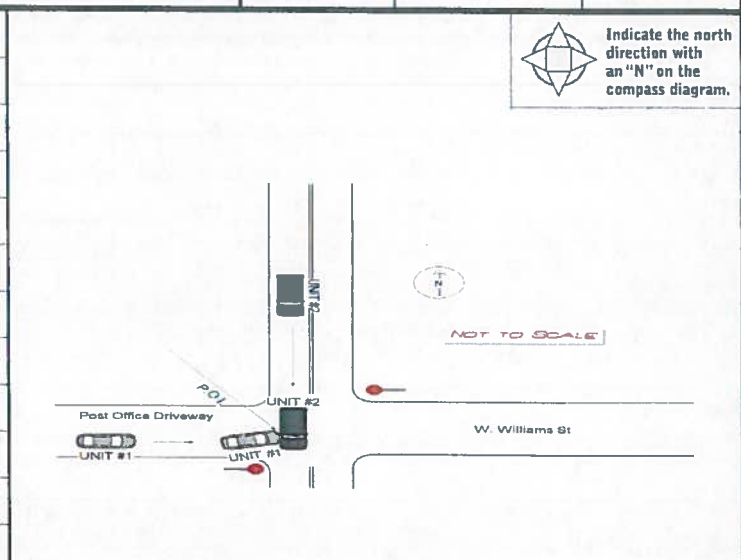 Indicate the north
direction with
an "N" on the
compass diagram.
UNIT #2
N
NOT TO SCALE
POI
UNIT #2
Post Office Driveway
W. Williams St
UNIT #1
UNIT #1